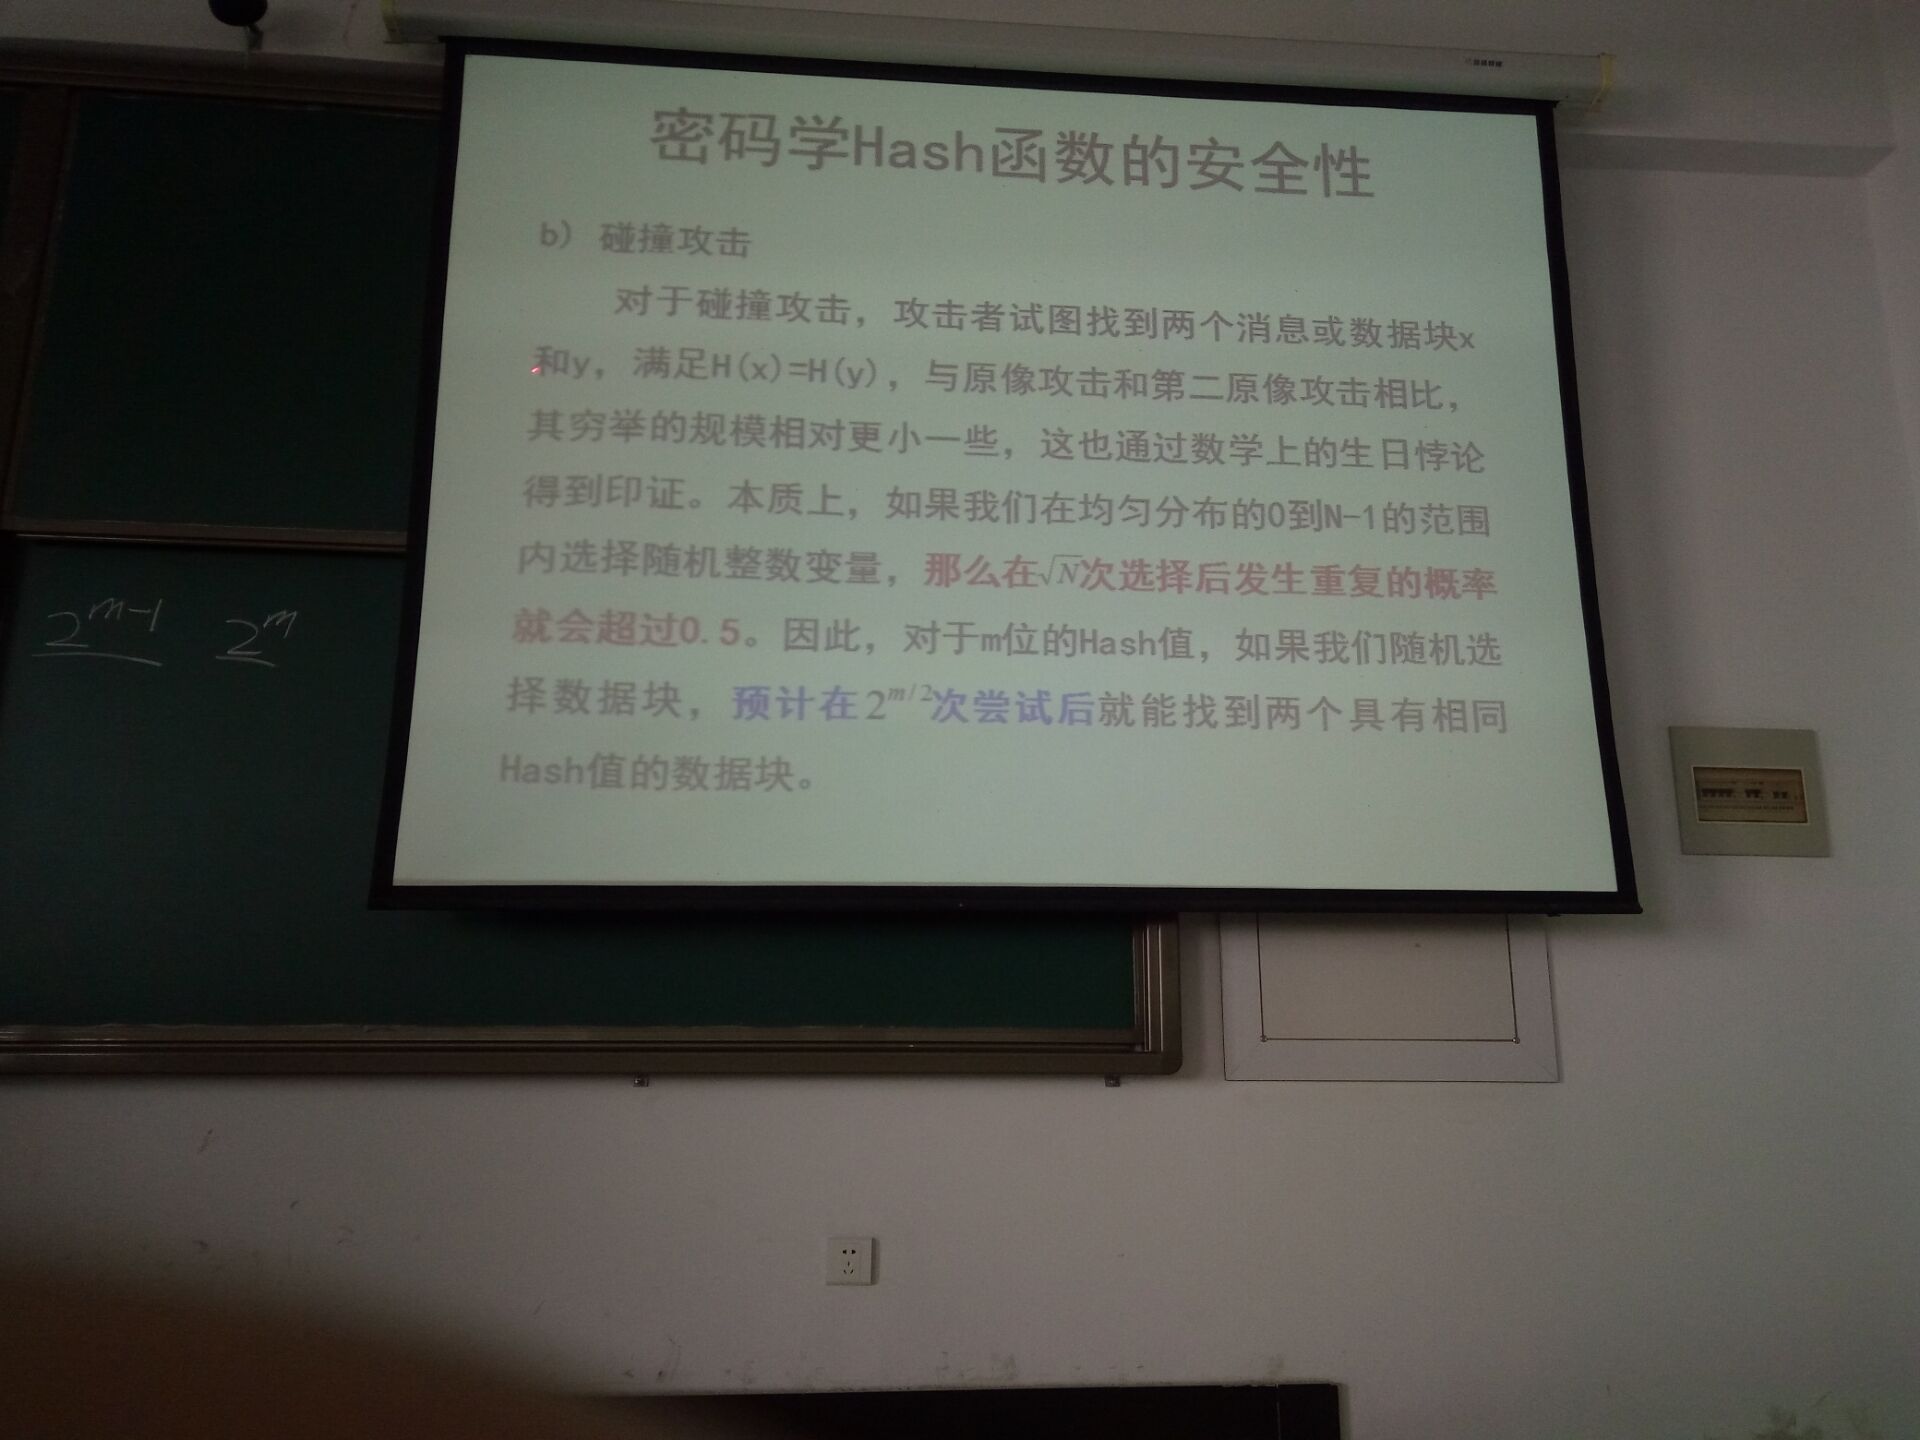 密码学Hash函数的安全性
b) 碰撞攻击
对于碰撞攻击，攻击者试图找到两个消息或数据块x
和y，满足H(x)=H(y)，与原像攻击和第二原像攻击相比，
其穷举的规模相对更小一些，这也通过数学上的生日悖论
得到印证。本质上，如果我们在均匀分布的0到N-1的范围
内选择随机整数变量，那么在√N次选择后发生重复的概率
就会超过0.5。因此，对于m位的Hash值，如果我们随机选
择数据块，预计在2^{m/2}次尝试后就能找到两个具有相同
Hash值的数据块。
2^{m-1} 2^m